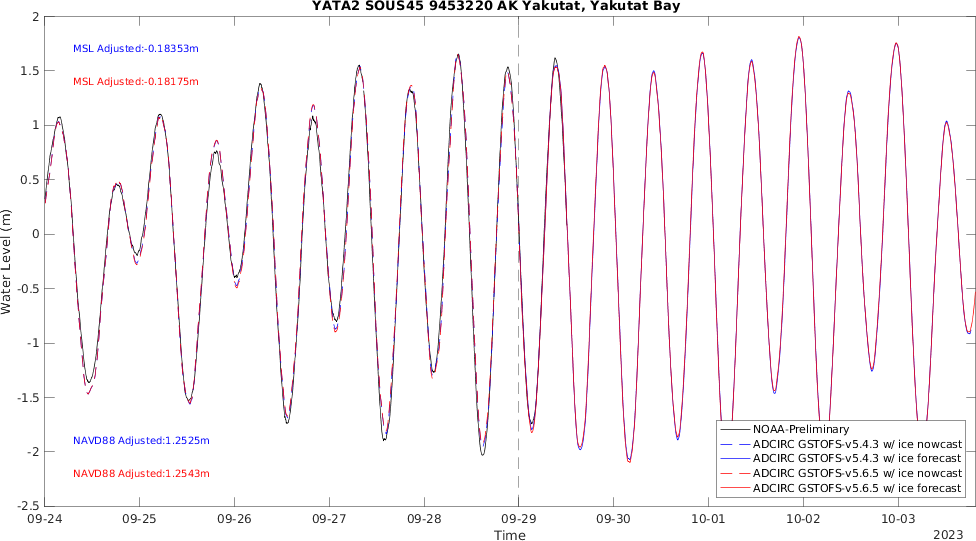 YATA2 SOUS45 9453220 AK Yakutat, Yakutat Bay
2
1.5
1
0.5
0
-0.5
-1
-1.5
-2
-2.5
Water Level (m)
MSL Adjusted:-0.18353m
MSL Adjusted:-0.18175m
NAVD88 Adjusted:1.2525m
NAVD88 Adjusted:1.2543m
NOAA-Preliminary
ADCIRC GSTOFS-v5.4.3 w/ ice nowcast
ADCIRC GSTOFS-v5.4.3 w/ ice forecast
ADCIRC GSTOFS-v5.6.5 w/ ice nowcast
ADCIRC GSTOFS-v5.6.5 w/ ice forecast
09-24 09-25 09-26 09-27 09-28 09-29 09-30 10-01 10-02 10-03
Time
2023